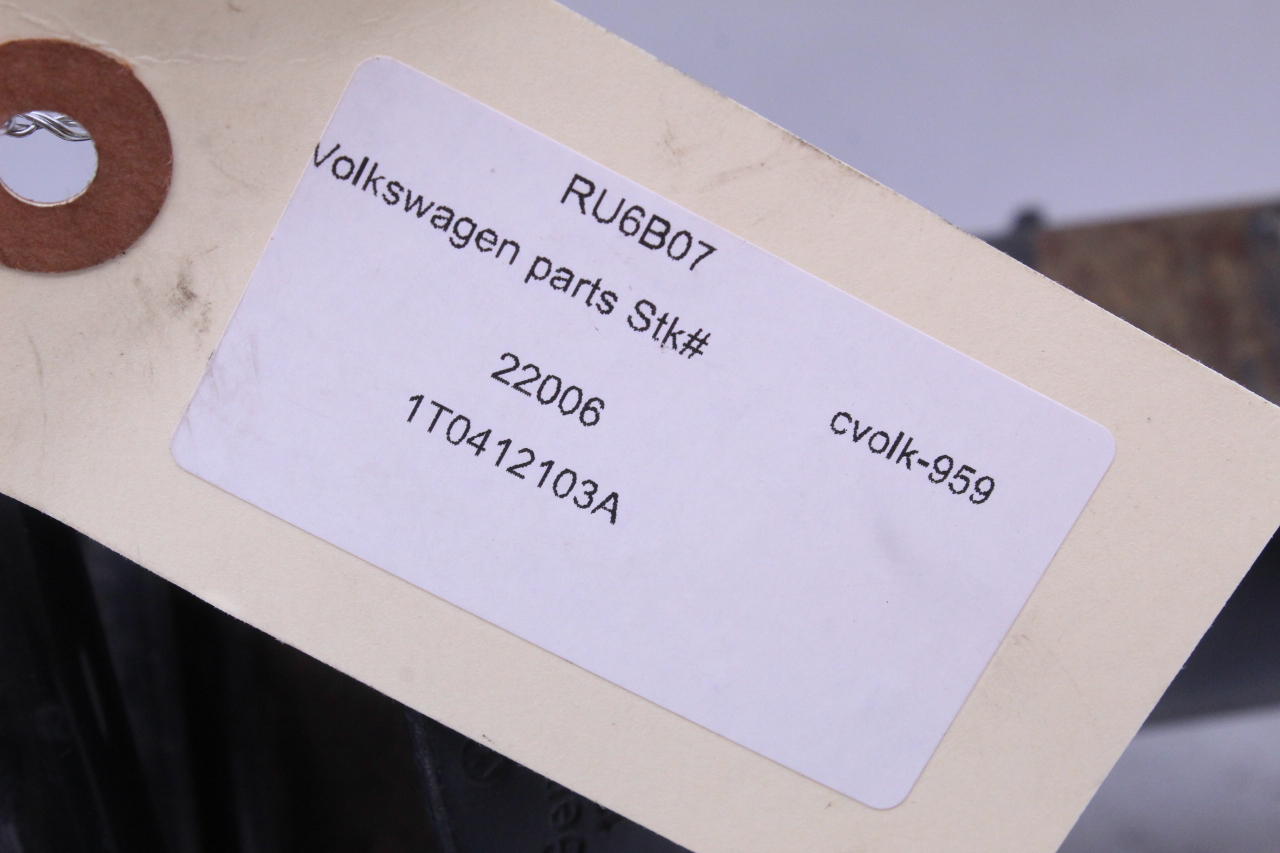 RU6B07
Volkswagen parts Stk#
22006
cvolk-959
1T0412103A